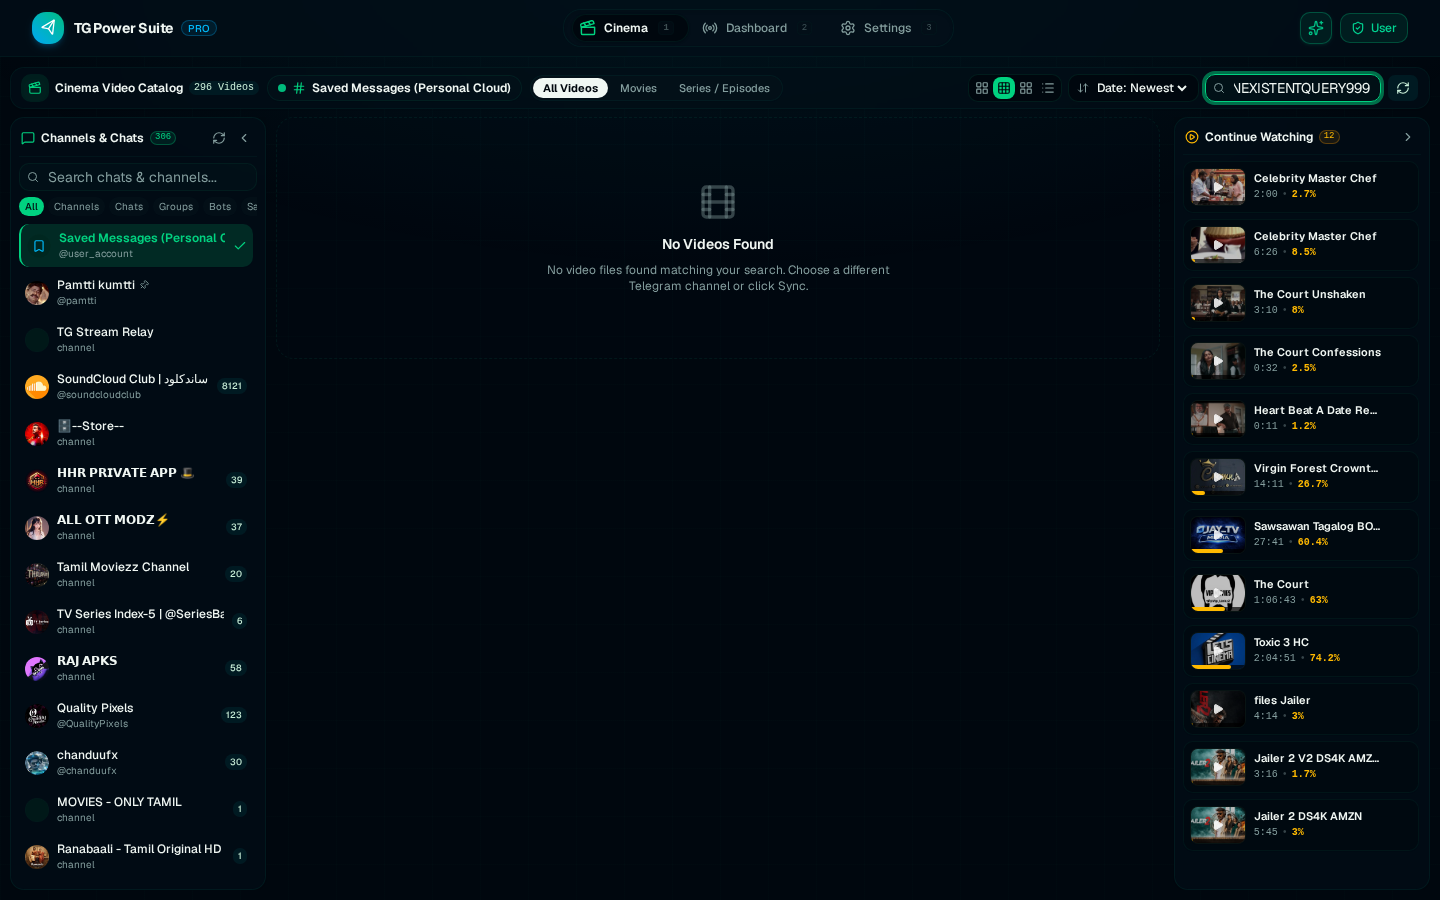 TG Power Suite PRO
Cinema 1
Dashboard 2
Settings 3
User
Cinema Video Catalog 296 Videos
# Saved Messages (Personal Cloud)
All Videos
Movies
Series / Episodes
Date: Newest
NEXISTENTQUERY999
Channels & Chats 366
Search chats & channels...
All Channels Chats Groups Bots Sa
Saved Messages (Personal C
@user_account
Pamtti kumtti
@pamtti
TG Stream Relay
channel
SoundCloud Club | ساندکلود
@soundcloudclub
8121
🗄️--Store--
channel
HHR PRIVATE APP 🎩
channel
39
ALL OTT MODZ⚡
channel
37
Tamil Moviezz Channel
channel
20
TV Series Index-5 | @SeriesBa
channel
6
RAJ APKS
channel
58
Quality Pixels
@QualityPixels
123
chanduufx
@chanduufx
30
MOVIES - ONLY TAMIL
channel
1
Ranabaali - Tamil Original HD
channel
1
No Videos Found
No video files found matching your search. Choose a different
Telegram channel or click Sync.
Continue Watching 12
Celebrity Master Chef
2:00 • 2.7%
Celebrity Master Chef
6:26 • 8.5%
The Court Unshaken
3:10 • 8%
The Court Confessions
0:32 • 2.5%
Heart Beat A Date Re...
0:11 • 1.2%
Virgin Forest Crownt...
14:11 • 26.7%
Sawsawan Tagalog BO...
27:41 • 60.4%
The Court
1:06:43 • 63%
Toxic 3 HC
2:04:51 • 74.2%
files Jailer
4:14 • 3%
Jailer 2 V2 DS4K AMZ...
3:16 • 1.7%
Jailer 2 DS4K AMZN
5:45 • 3%